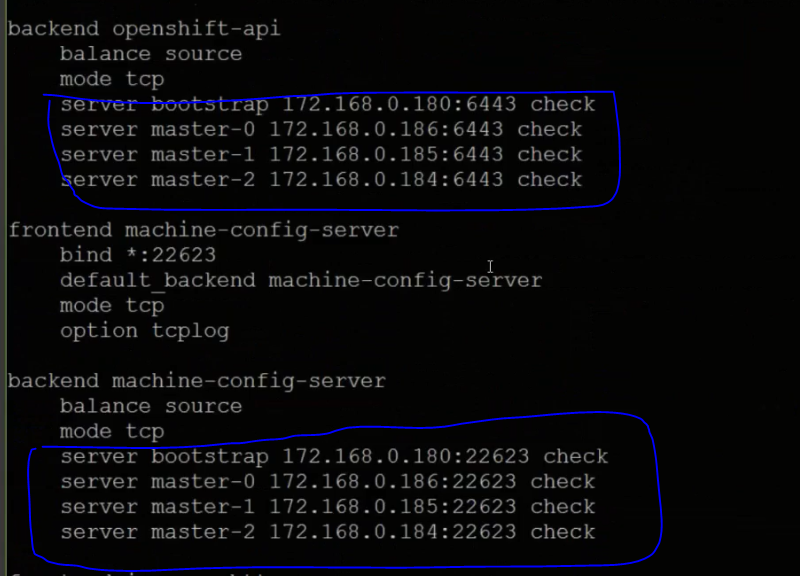 backend openshift-api
balance source
mode tcp
server bootstrap 172.168.0.180:6443 check
server master-0 172.168.0.186:6443 check
server master-1 172.168.0.185:6443 check
server master-2 172.168.0.184:6443 check
frontend machine-config-server
bind *:22623
default_backend machine-config-server
mode tcp
option tcplog
backend machine-config-server
balance source
mode tcp
server bootstrap 172.168.0.180:22623 check
server master-0 172.168.0.186:22623 check
server master-1 172.168.0.185:22623 check
server master-2 172.168.0.184:22623 check